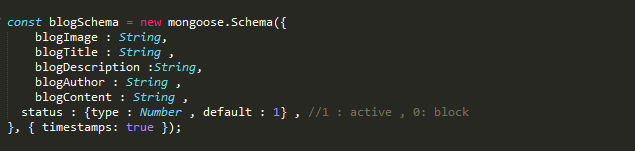 const blogSchema = new mongoose.Schema({
    blogImage : String,
    blogTitle : String ,
    blogDescription :String,
    blogAuthor : String ,
    blogContent : String ,
  status : {type : Number , default : 1} , //1 : active , 0: block
}, { timestamps: true });